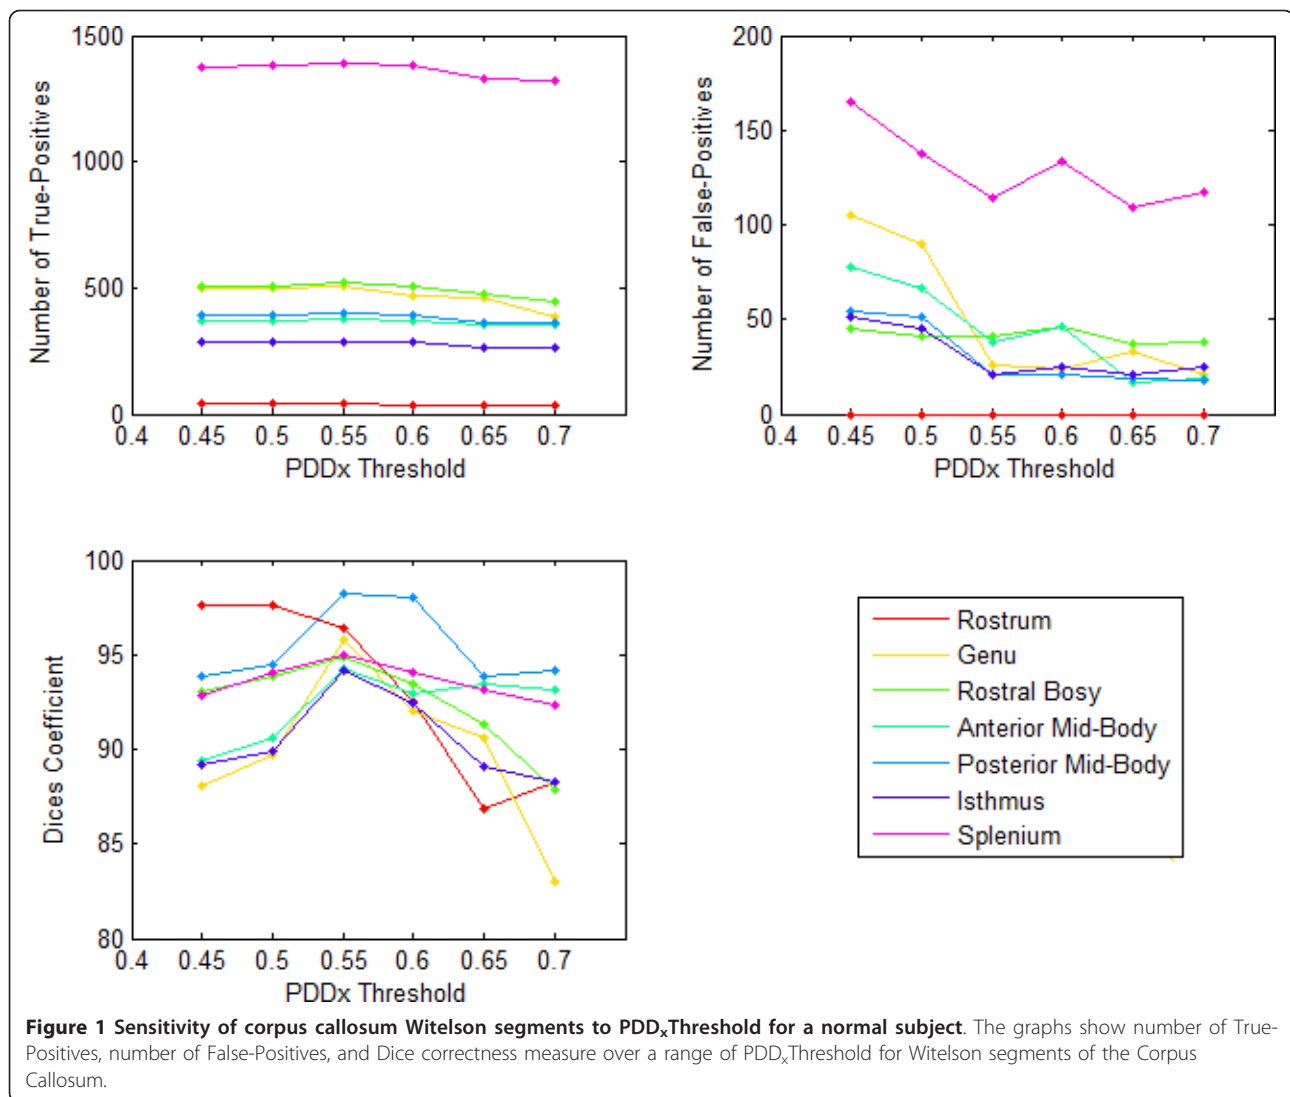 1500
1000
500
0
Number of True-Positives
0.4 0.45 0.5 0.55 0.6 0.65 0.7
PDDx Threshold
200
150
100
50
0
Number of False-Positives
0.4 0.45 0.5 0.55 0.6 0.65 0.7
PDDx Threshold
100
95
90
85
80
Dices Coefficient
0.4 0.45 0.5 0.55 0.6 0.65 0.7
PDDx Threshold
Rostrum
Genu
Rostral Bosy
Anterior Mid-Body
Posterior Mid-Body
Isthmus
Splenium
Figure 1 Sensitivity of corpus callosum Witelson segments to PDDxThreshold for a normal subject. The graphs show number of True-
Positives, number of False-Positives, and Dice correctness measure over a range of PDDxThreshold for Witelson segments of the Corpus
Callosum.